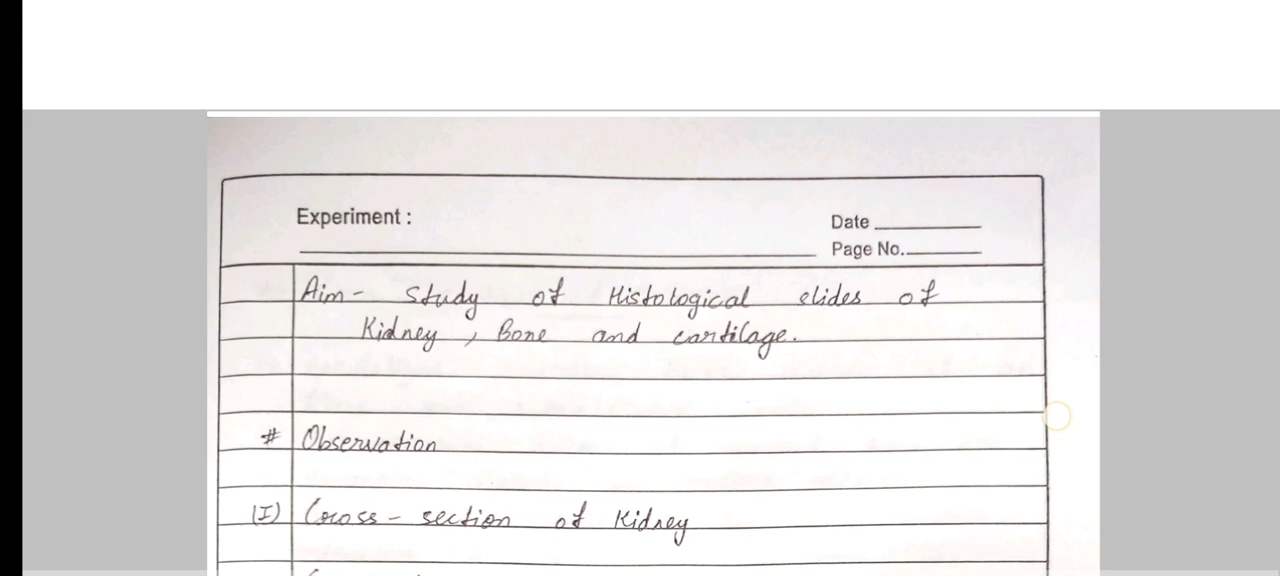 Experiment :
Date
Page No.
Aim - Study of Histological slides of
Kidney, Bone and cartilage.
# Observation
(I) Cross - section of Kidney